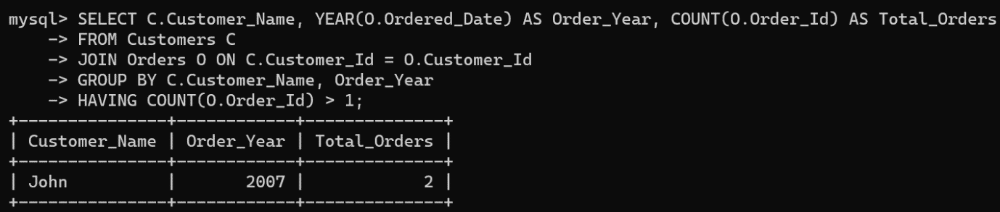 mysql> SELECT C.Customer_Name, YEAR(O.Ordered_Date) AS Order_Year, COUNT(O.Order_Id) AS Total_Orders
    -> FROM Customers C
    -> JOIN Orders O ON C.Customer_Id = O.Customer_Id
    -> GROUP BY C.Customer_Name, Order_Year
    -> HAVING COUNT(O.Order_Id) > 1;
+---------------+------------+--------------+
| Customer_Name | Order_Year | Total_Orders |
+---------------+------------+--------------+
| John          |       2007 |            2 |
+---------------+------------+--------------+